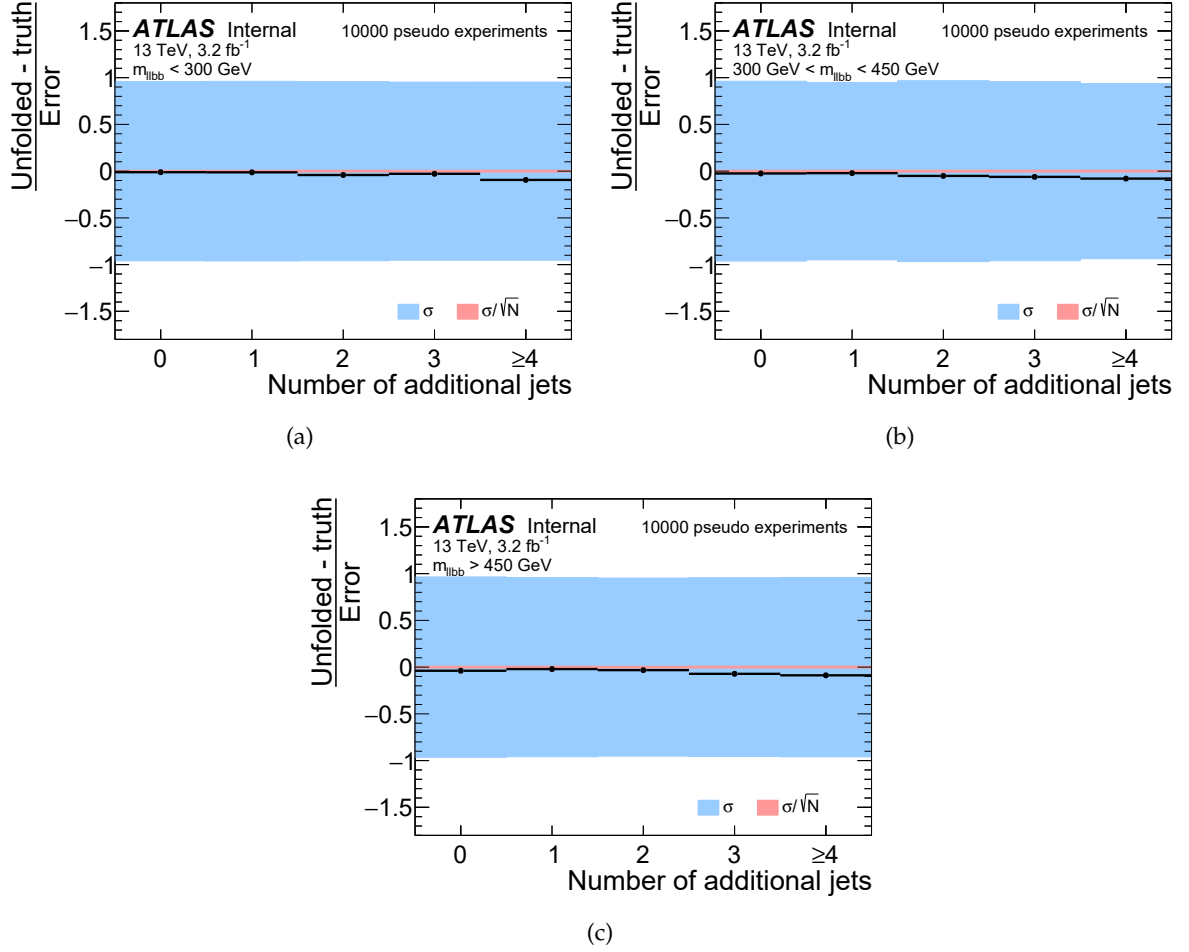 Unfolded - truth
Error
ATLAS Internal
10000 pseudo experiments
13 TeV, 3.2 fb⁻¹
m_llbb < 300 GeV
1.5
1
0.5
0
−0.5
−1
−1.5
σ
σ/√N
0 1 2 3 ≥4
Number of additional jets
(a)
Unfolded - truth
Error
ATLAS Internal
10000 pseudo experiments
13 TeV, 3.2 fb⁻¹
300 GeV < m_llbb < 450 GeV
1.5
1
0.5
0
−0.5
−1
−1.5
σ
σ/√N
0 1 2 3 ≥4
Number of additional jets
(b)
Unfolded - truth
Error
ATLAS Internal
10000 pseudo experiments
13 TeV, 3.2 fb⁻¹
m_llbb > 450 GeV
1.5
1
0.5
0
−0.5
−1
−1.5
σ
σ/√N
0 1 2 3 ≥4
Number of additional jets
(c)